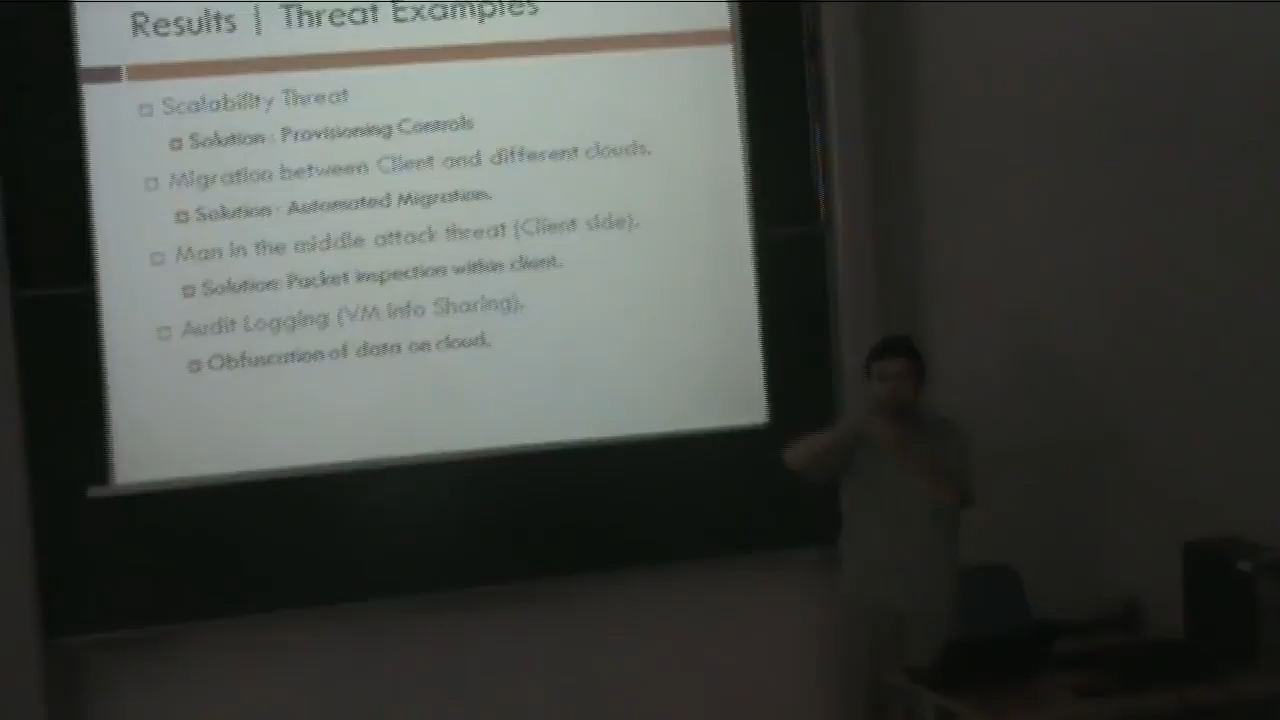 Results | Threat Examples
Scalability Threat
Solution : Provisioning Controls
Migration between Client and different clouds.
Solution - Automated Migration.
Man in the middle attack threat (Client side).
Solution: Packet inspection within client.
Audit Logging (VM info Sharing).
Obfuscation of data on cloud.